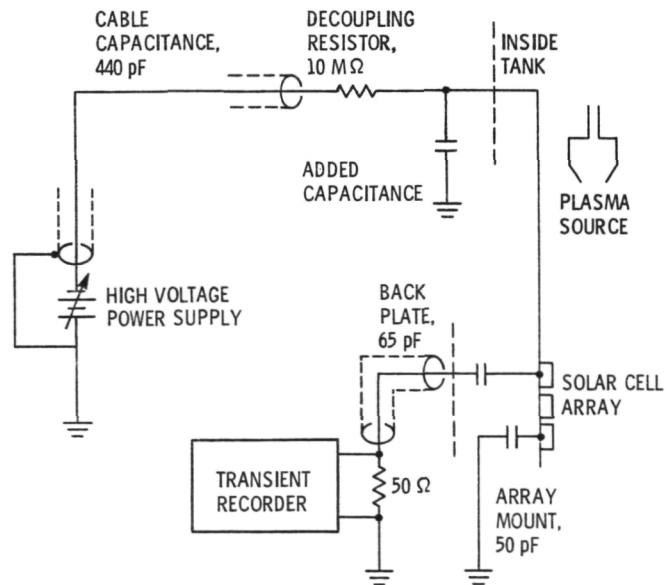 CABLE
CAPACITANCE,
440 pF
DECOUPLING
RESISTOR,
10 MΩ
INSIDE
TANK
ADDED
CAPACITANCE
PLASMA
SOURCE
HIGH VOLTAGE
POWER SUPPLY
BACK
PLATE,
65 pF
SOLAR CELL
ARRAY
TRANSIENT
RECORDER
50 Ω
ARRAY
MOUNT,
50 pF